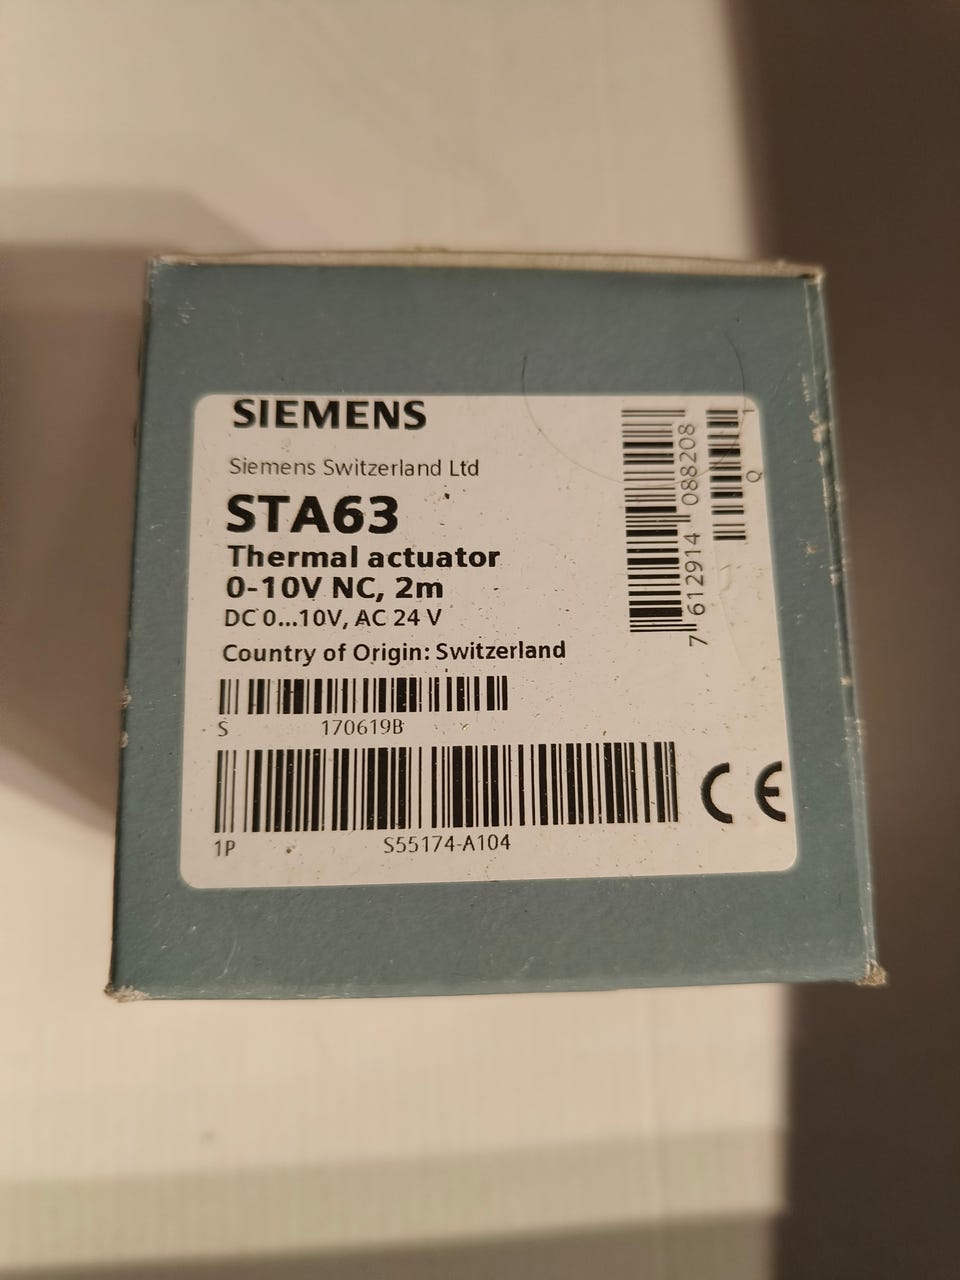 SIEMENS
Siemens Switzerland Ltd
STA63
Thermal actuator
0-10V NC, 2m
DC 0...10V, AC 24 V
Country of Origin: Switzerland
S 170619B
1P S55174-A104
CE
7 612914 088208
Q 1